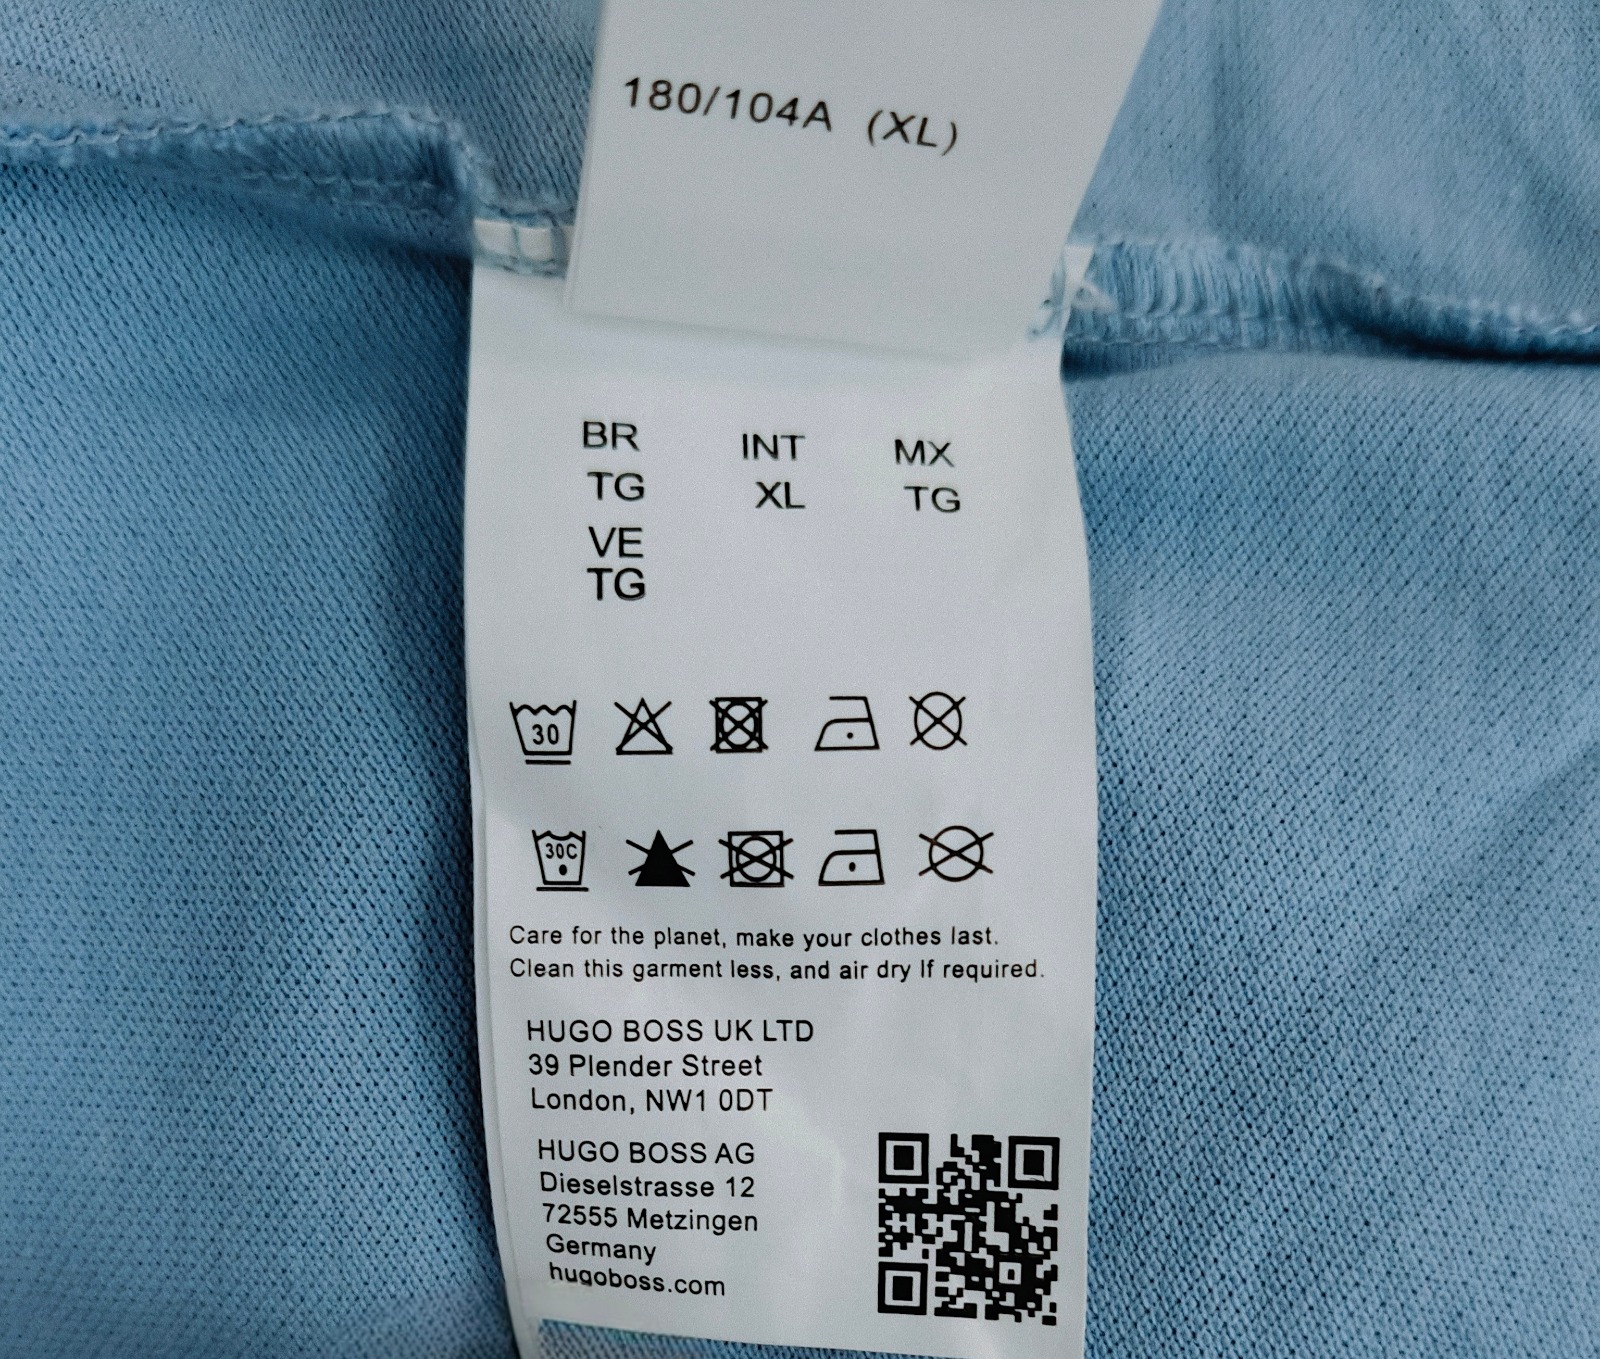 180/104A (XL)
BR INT MX
TG XL TG
VE
TG
30
30C
Care for the planet, make your clothes last.
Clean this garment less, and air dry If required.
HUGO BOSS UK LTD
39 Plender Street
London, NW1 0DT
HUGO BOSS AG
Dieselstrasse 12
72555 Metzingen
Germany
hugoboss.com